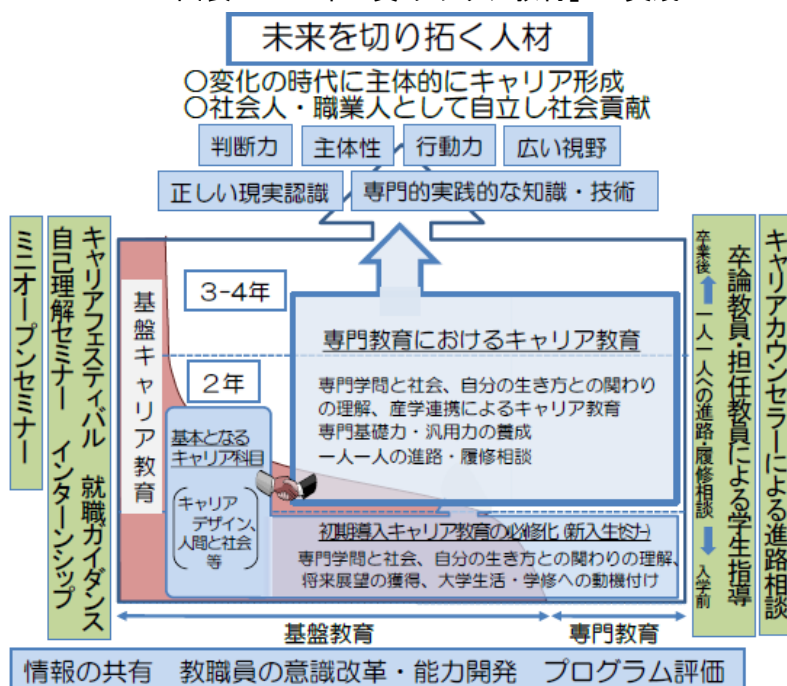 未来を切り拓く人材
○変化の時代に主体的にキャリア形成
○社会人・職業人として自立し社会貢献
判断力
主体性
行動力
広い視野
正しい現実認識
専門的実践的な知識・技術
ミニオープンセミナー
自己理解セミナー　インターンシップ
キャリアフェスティバル　就職ガイダンス
基盤キャリア教育
3-4年
2年
専門教育におけるキャリア教育
専門学問と社会、自分の生き方との関わり
の理解、産学連携によるキャリア教育
専門基礎力・汎用力の養成
一人一人の進路・履修相談
基本となる
キャリア科目
キャリア
デザイン、
人間と社会
等
初期導入キャリア教育の必修化(新入生セミナー)
専門学問と社会、自分の生き方との関わりの理解、
将来展望の獲得、大学生活・学修への動機付け
卒業後
一人一人への進路・履修相談
入学前
卒論教員・担任教員による学生指導
キャリアカウンセラーによる進路相談
基盤教育
専門教育
情報の共有　教職員の意識改革・能力開発　プログラム評価